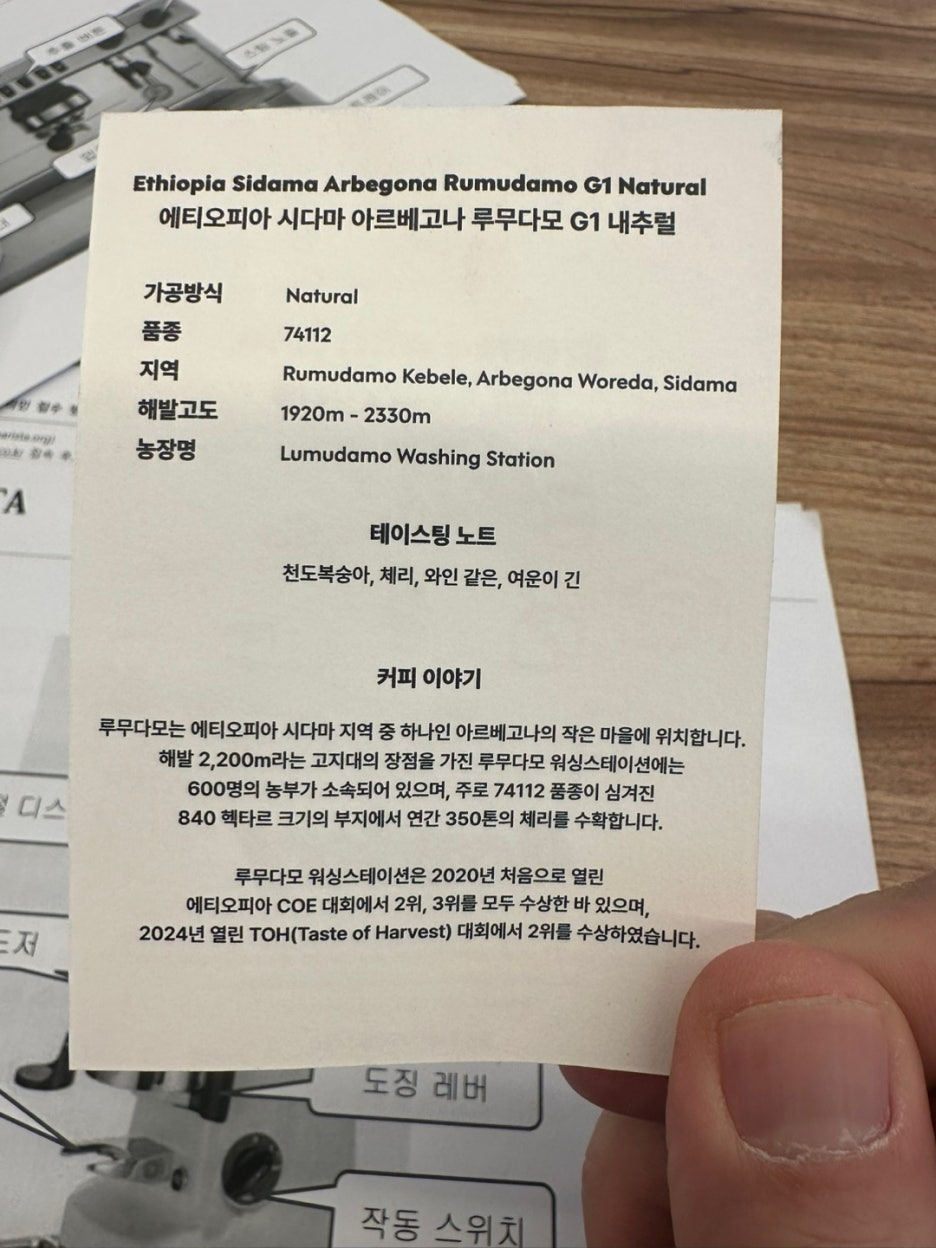 추출 버튼
Ethiopia Sidama Arbegona Rumudamo G1 Natural
에티오피아 시다마 아르베고나 루무다모 G1 내추럴
가공방식 Natural
품종 74112
지역 Rumudamo Kebele, Arbegona Woreda, Sidama
해발고도 1920m - 2330m
농장명 Lumudamo Washing Station
테이스팅 노트
천도복숭아, 체리, 와인 같은, 여운이 긴
커피 이야기
루무다모는 에티오피아 시다마 지역 중 하나인 아르베고나의 작은 마을에 위치합니다.
해발 2,200m라는 고지대의 장점을 가진 루무다모 워싱스테이션에는
600명의 농부가 소속되어 있으며, 주로 74112 품종이 심겨진
840 헥타르 크기의 부지에서 연간 350톤의 체리를 수확합니다.
루무다모 워싱스테이션은 2020년 처음으로 열린
에티오피아 COE 대회에서 2위, 3위를 모두 수상한 바 있으며,
2024년 열린 TOH(Taste of Harvest) 대회에서 2위를 수상하였습니다.
도징 레버
작동 스위치